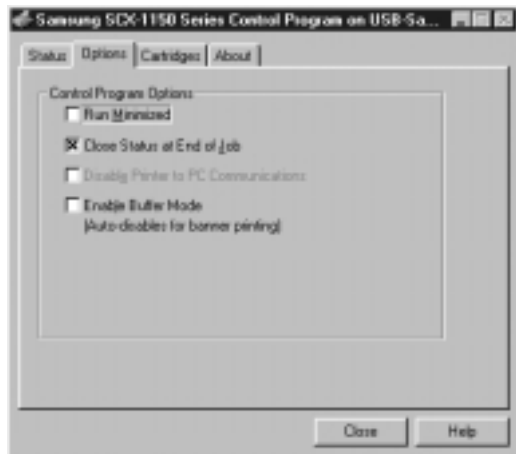 Samsung SCX-1150 Series Control Program on USB-Sa...
Status Options Cartridges About
Control Program Options
Run Minimized
Close Status at End of Job
Disable Printer to PC Communications
Enable Buffer Mode
(Auto-disables for banner printing)
Close Help